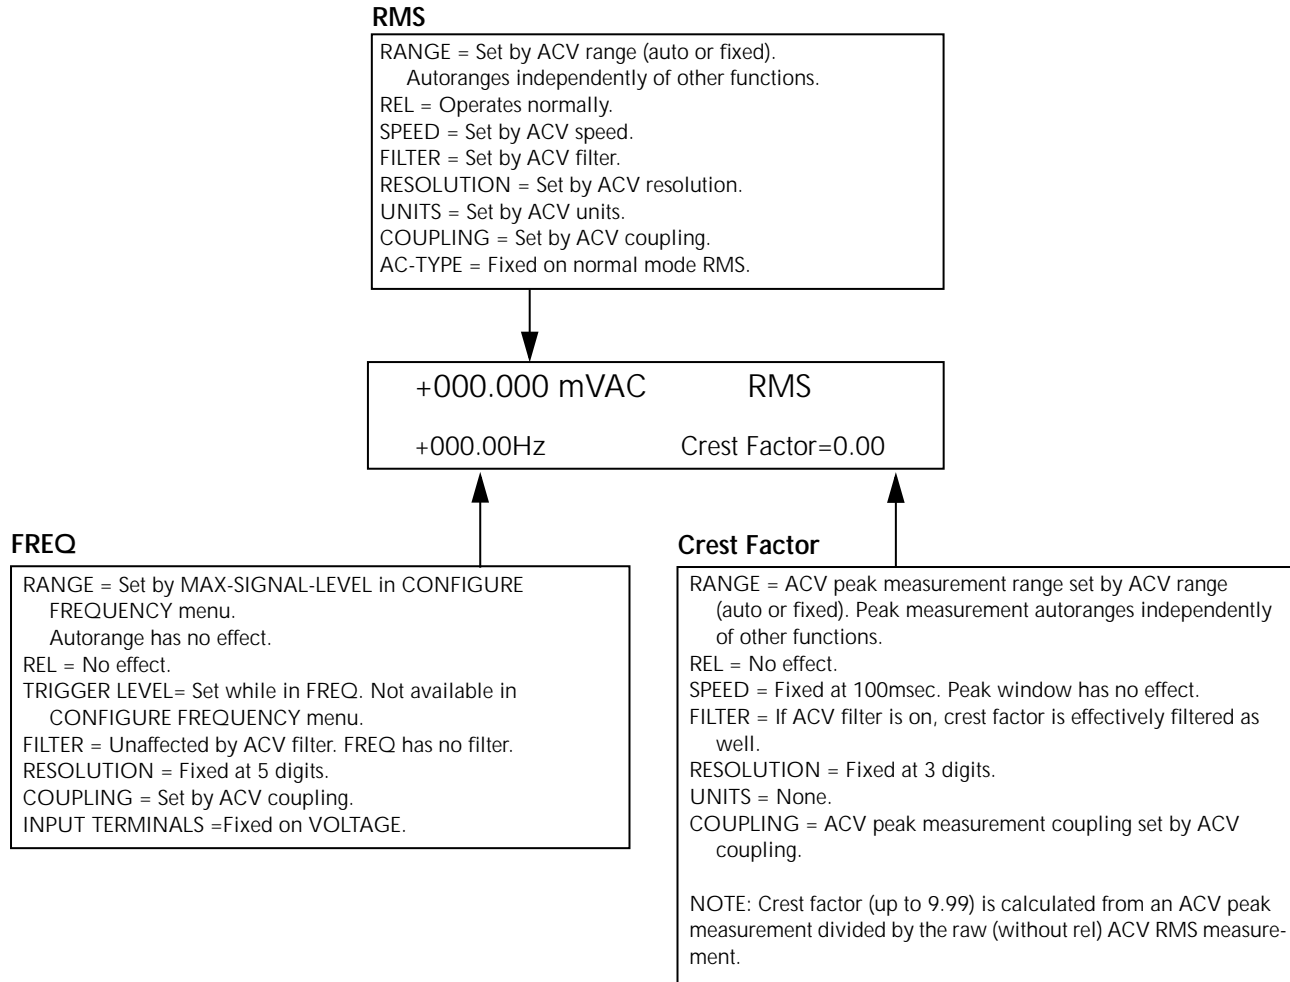 RMS
RANGE = Set by ACV range (auto or fixed).
Autoranges independently of other functions.
REL = Operates normally.
SPEED = Set by ACV speed.
FILTER = Set by ACV filter.
RESOLUTION = Set by ACV resolution.
UNITS = Set by ACV units.
COUPLING = Set by ACV coupling.
AC-TYPE = Fixed on normal mode RMS.
+000.000 mVAC RMS
+000.00Hz Crest Factor=0.00
FREQ
RANGE = Set by MAX-SIGNAL-LEVEL in CONFIGURE
FREQUENCY menu.
Autorange has no effect.
REL = No effect.
TRIGGER LEVEL= Set while in FREQ. Not available in
CONFIGURE FREQUENCY menu.
FILTER = Unaffected by ACV filter. FREQ has no filter.
RESOLUTION = Fixed at 5 digits.
COUPLING = Set by ACV coupling.
INPUT TERMINALS =Fixed on VOLTAGE.
Crest Factor
RANGE = ACV peak measurement range set by ACV range
(auto or fixed). Peak measurement autoranges independently
of other functions.
REL = No effect.
SPEED = Fixed at 100msec. Peak window has no effect.
FILTER = If ACV filter is on, crest factor is effectively filtered as
well.
RESOLUTION = Fixed at 3 digits.
UNITS = None.
COUPLING = ACV peak measurement coupling set by ACV
coupling.
NOTE: Crest factor (up to 9.99) is calculated from an ACV peak
measurement divided by the raw (without rel) ACV RMS measure-
ment.